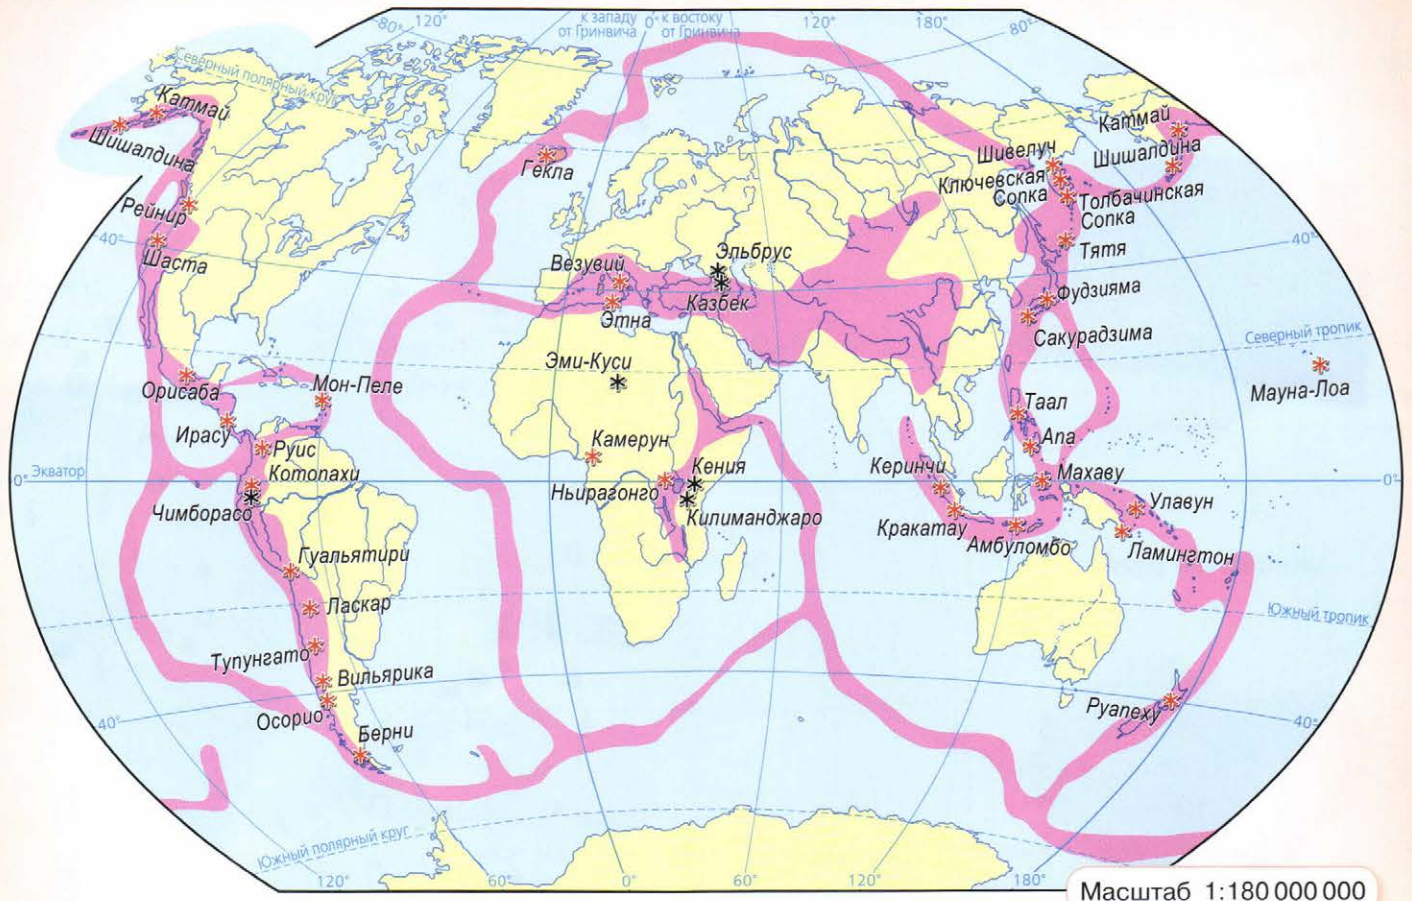 80°
120°
к западу
от Гринвича
0°
к востоку
от Гринвича
120°
180°
80°
Северный полярный круг
Катмай
Шишалдина
Рейнир
40°
Шаста
Гекла
Катмай
Шивелуч
Шишалдина
Ключевская
Сопка
Толбачинская
Сопка
Тятя
40°
Эльбрус
Везувий
Казбек
Этна
Фудзияма
Сакурадзима
Северный тропик
Эми-Куси
Мауна-Лоа
Орисаба
Мон-Пеле
Ирасу
Руис
Котопахи
Чимборасо
Камерун
Кения
Ньирагонго
Килиманджаро
Таал
Апа
Керинчи
Махаву
Улавун
Кракатау
Амбуломбо
Ламингтон
0°
Экватор
0°
Гуальятири
Ласкар
Тупунгато
Вильярика
Осорио
Берни
Южный тропик
Руапеху
40°
40°
Южный полярный круг
120°
60°
0°
60°
120°
180°
Масштаб 1:180 000 000